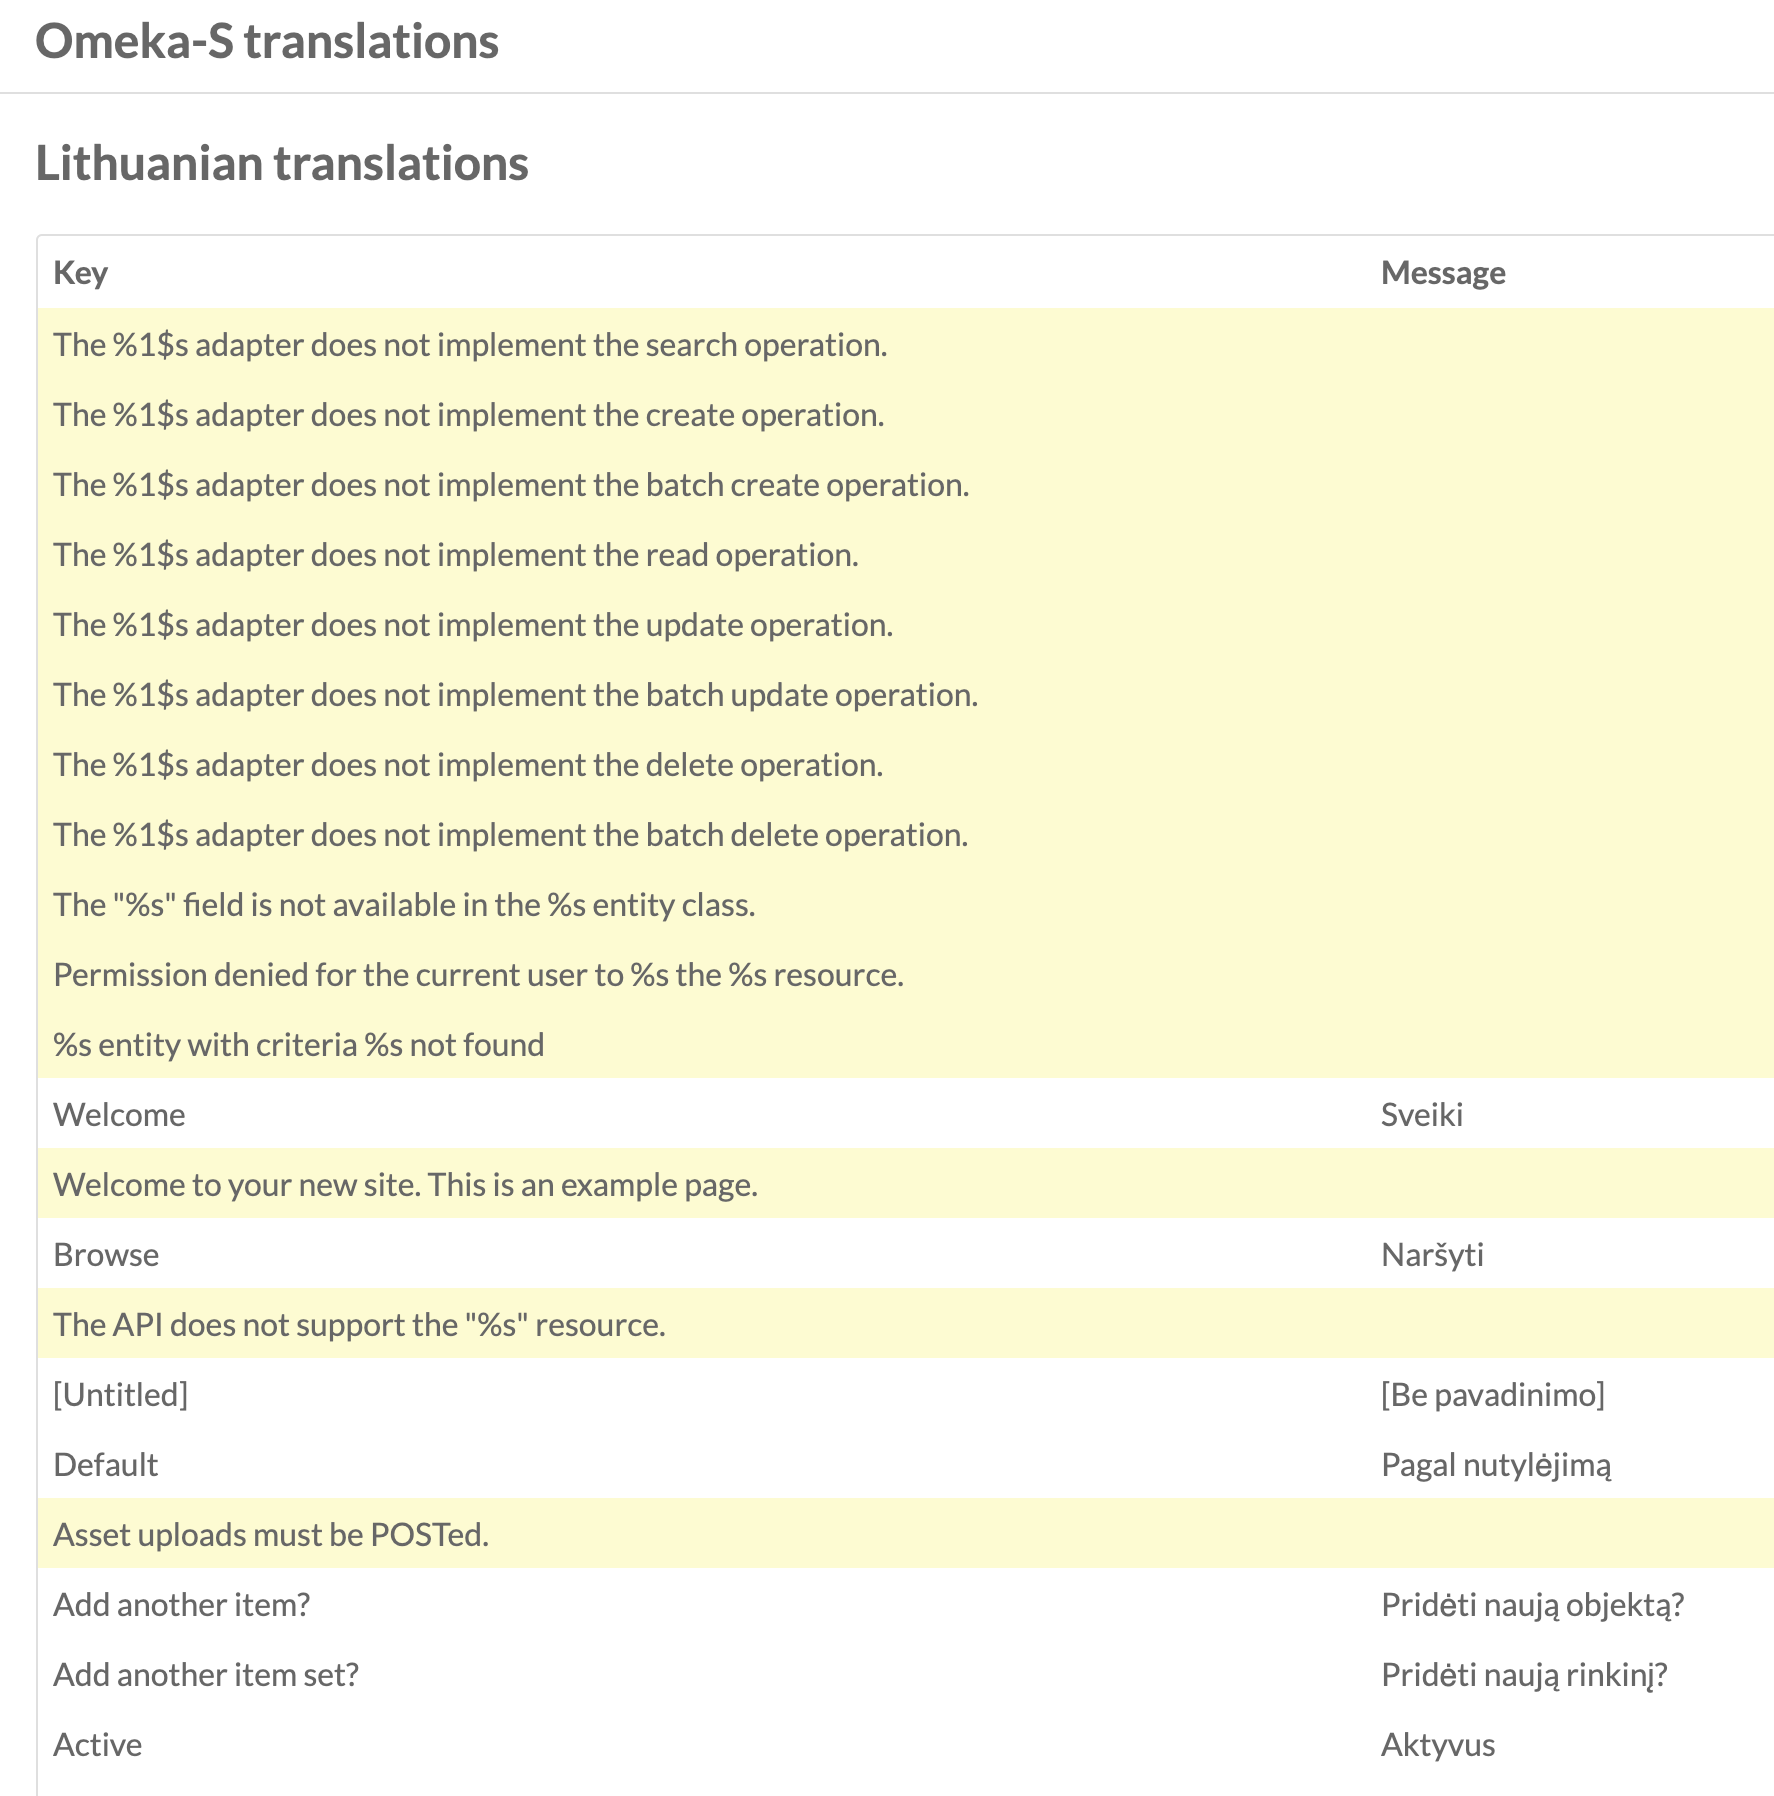 Omeka-S translations
Lithuanian translations
Key Message
The %1$s adapter does not implement the search operation.
The %1$s adapter does not implement the create operation.
The %1$s adapter does not implement the batch create operation.
The %1$s adapter does not implement the read operation.
The %1$s adapter does not implement the update operation.
The %1$s adapter does not implement the batch update operation.
The %1$s adapter does not implement the delete operation.
The %1$s adapter does not implement the batch delete operation.
The "%s" field is not available in the %s entity class.
Permission denied for the current user to %s the %s resource.
%s entity with criteria %s not found
Welcome Sveiki
Welcome to your new site. This is an example page.
Browse Naršyti
The API does not support the "%s" resource.
[Untitled] [Be pavadinimo]
Default Pagal nutylėjimą
Asset uploads must be POSTed.
Add another item? Pridėti naują objektą?
Add another item set? Pridėti naują rinkinį?
Active Aktyvus